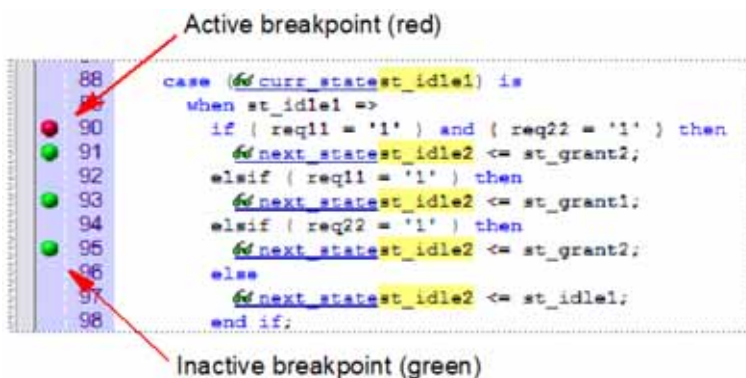 Active breakpoint (red)
88 case (curr_statest_idle1) is
when st_idle1 =>
90 if ( req11 = '1' ) and ( req22 = '1' ) then
91 next_statest_idle2 <= st_grant2;
92 elsif ( req11 = '1' ) then
93 next_statest_idle2 <= st_grant1;
94 elsif ( req22 = '1' ) then
95 next_statest_idle2 <= st_grant2;
96 else
97 next_statest_idle2 <= st_idle1;
98 end if;
Inactive breakpoint (green)